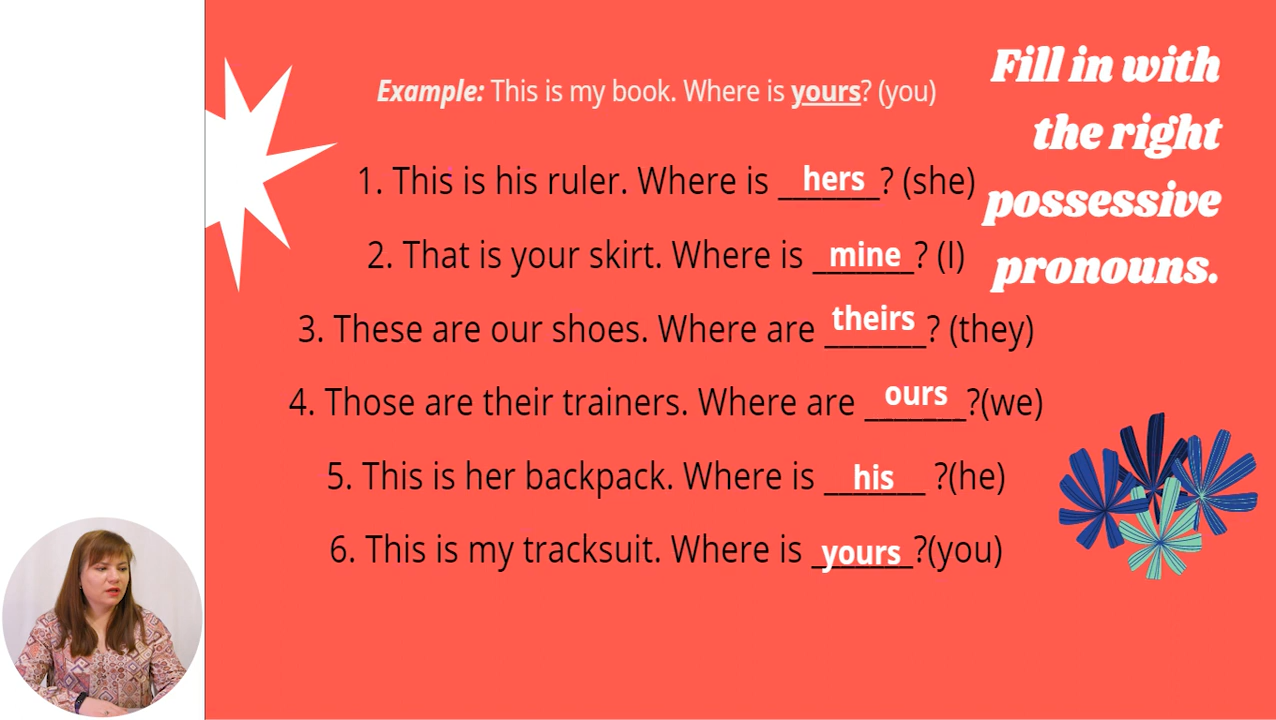 Fill in with
the right
possessive
pronouns.
Example: This is my book. Where is yours? (you)
1. This is his ruler. Where is hers? (she)
2. That is your skirt. Where is mine? (I)
3. These are our shoes. Where are theirs? (they)
4. Those are their trainers. Where are ours?(we)
5. This is her backpack. Where is his ?(he)
6. This is my tracksuit. Where is yours?(you)